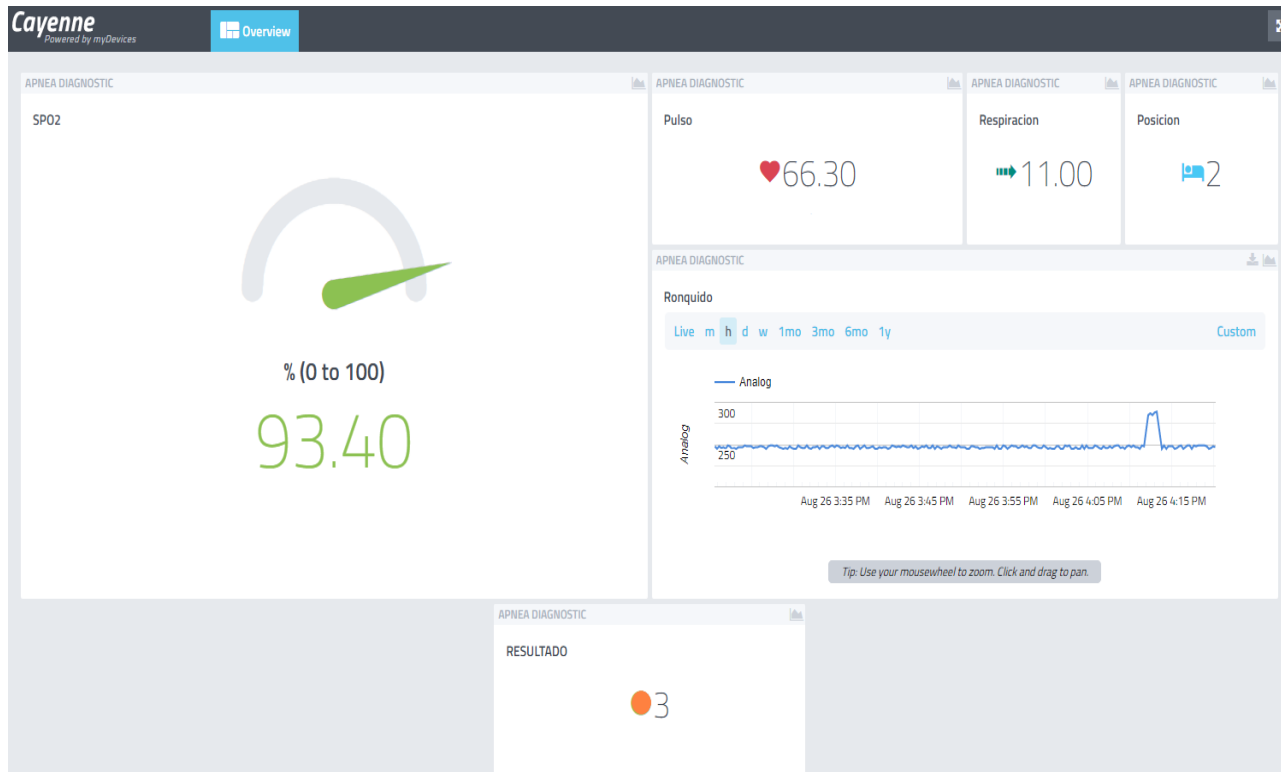 Cayenne
Powered by myDevices
Overview
APNEA DIAGNOSTIC
SPO2
% (0 to 100)
93.40
APNEA DIAGNOSTIC
Pulso
66.30
APNEA DIAGNOSTIC
Respiracion
11.00
APNEA DIAGNOSTIC
Posicion
2
APNEA DIAGNOSTIC
Ronquido
Live m h d w 1mo 3mo 6mo 1y Custom
Analog
Analog
300
250
Aug 26 3:35 PM Aug 26 3:45 PM Aug 26 3:55 PM Aug 26 4:05 PM Aug 26 4:15 PM
Tip: Use your mousewheel to zoom. Click and drag to pan.
APNEA DIAGNOSTIC
RESULTADO
3